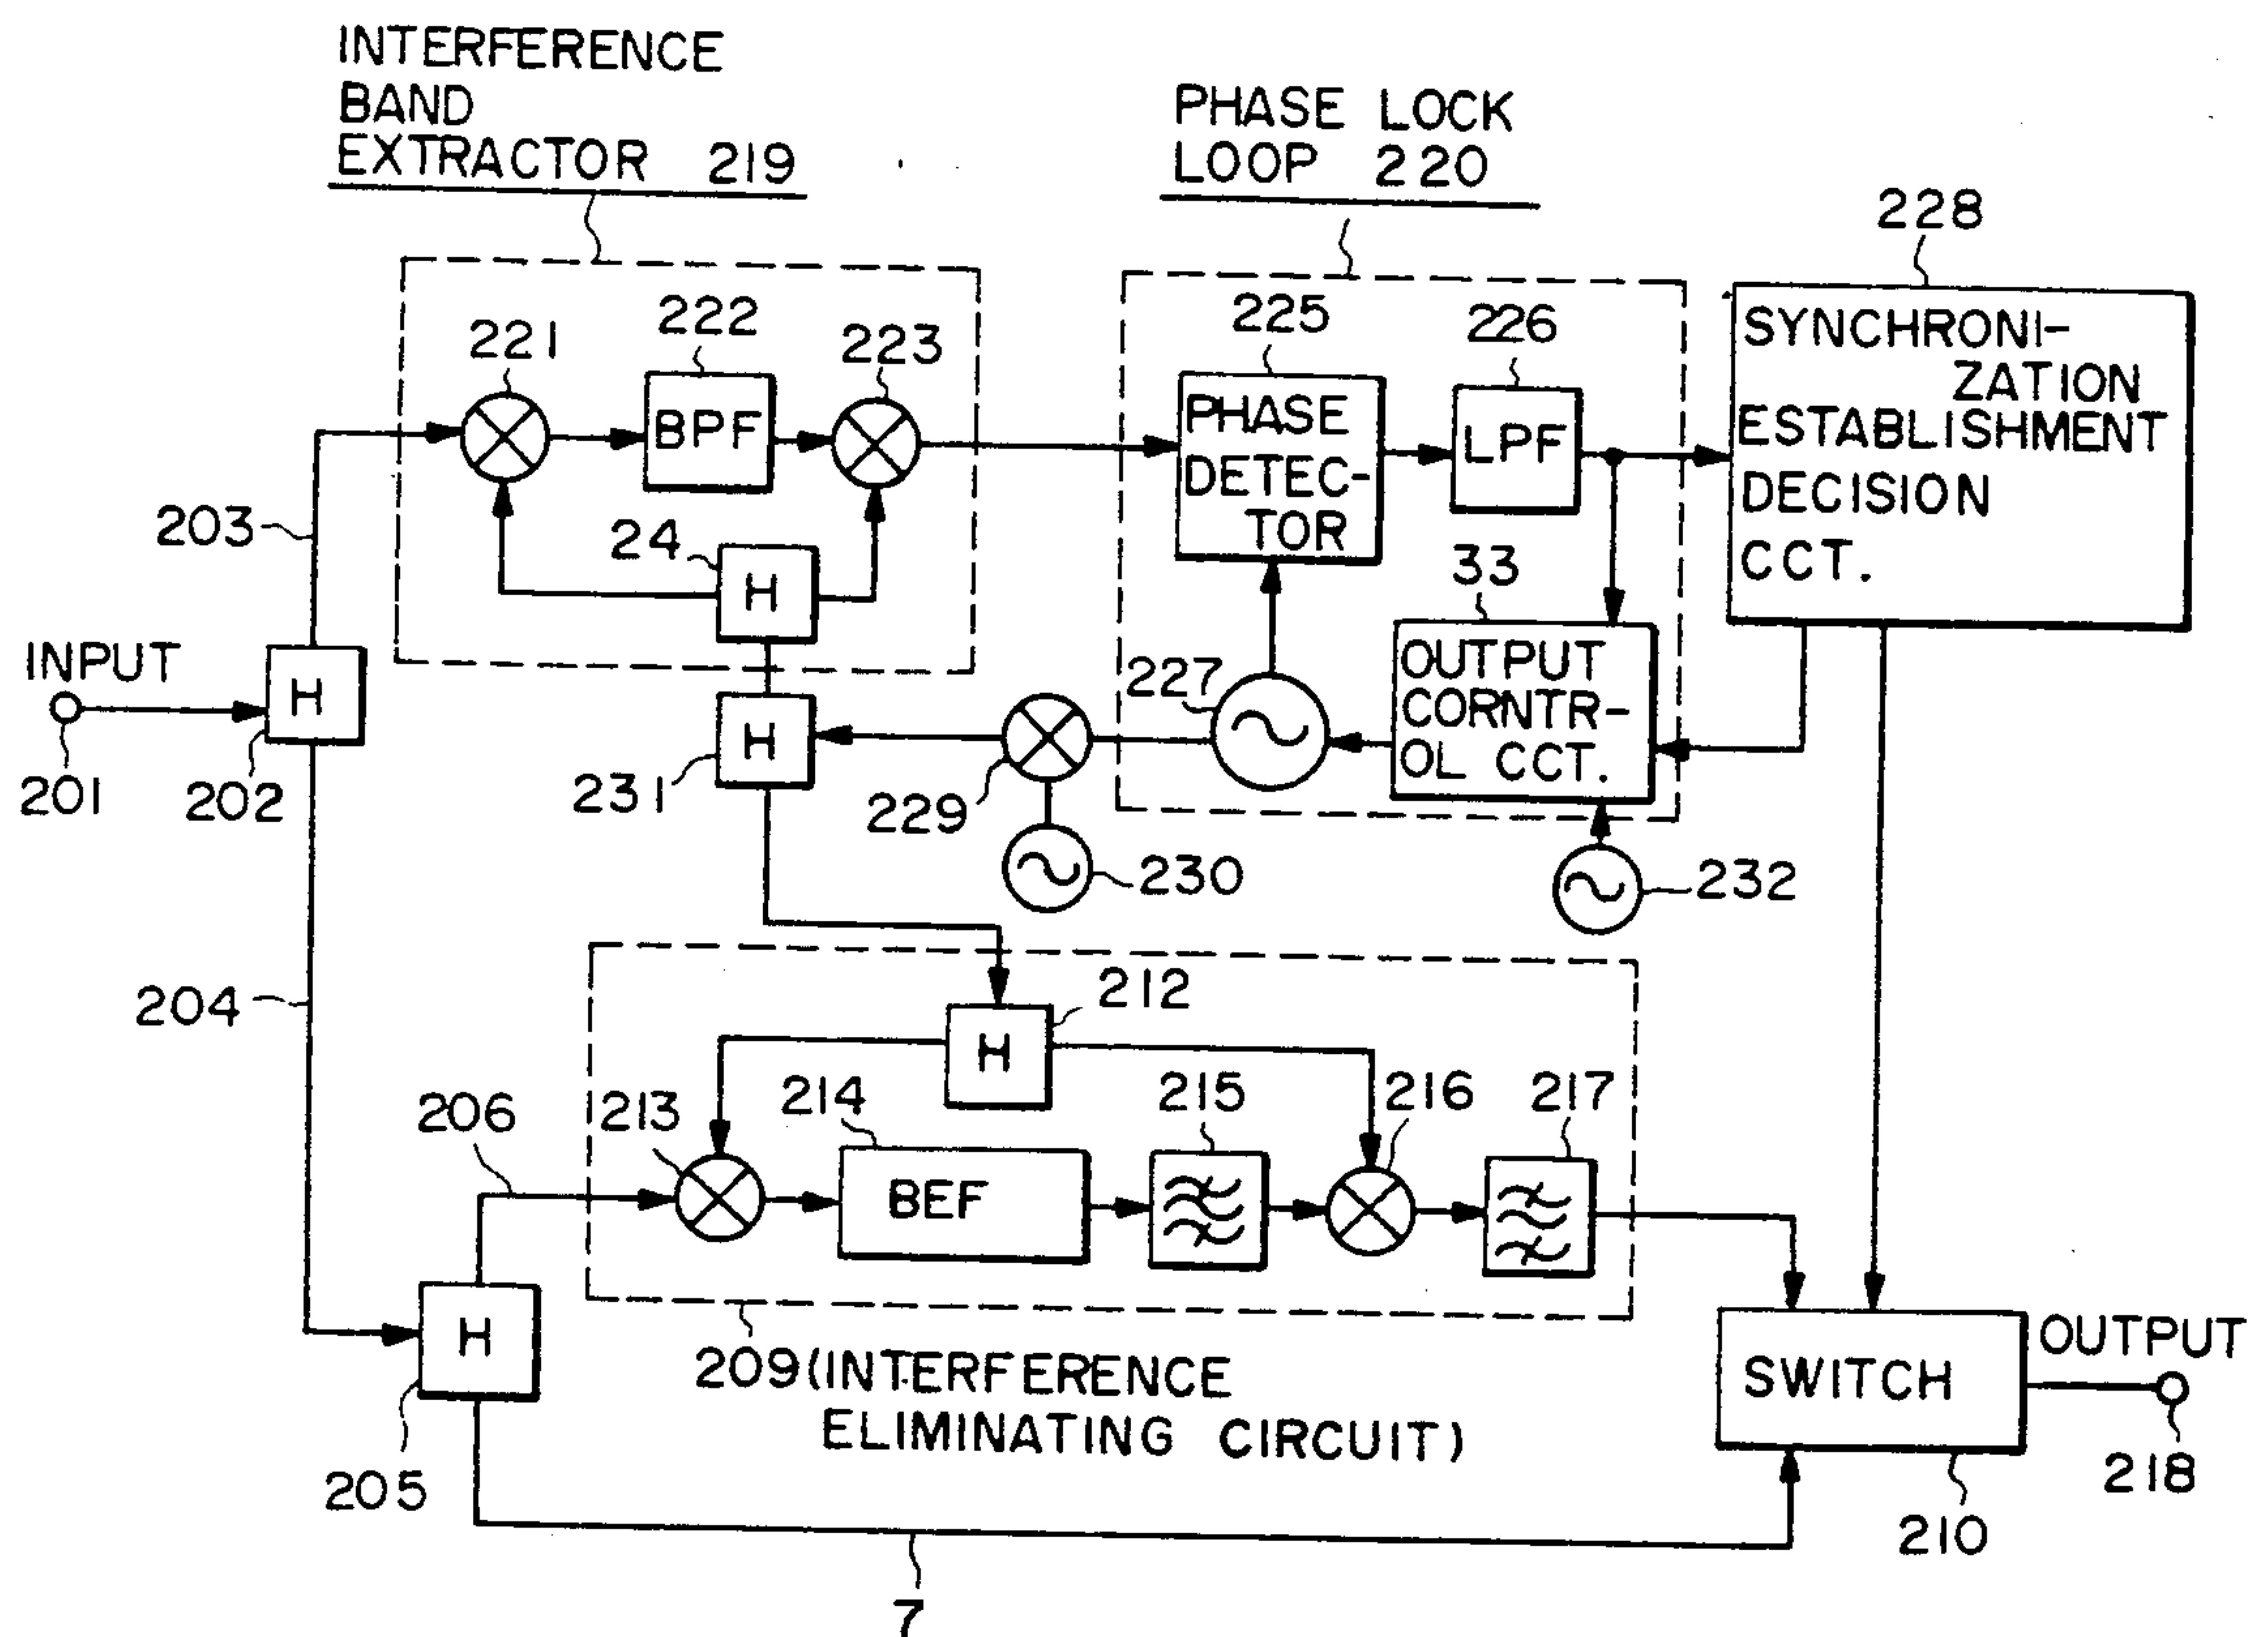 INTERFERENCE
BAND
EXTRACTOR 219
PHASE LOCK
LOOP 220
228
221
222
223
BPF
24
H
225
226
PHASE
DETEC-
TOR
LPF
33
OUTPUT
CORNTR-
OL CCT.
SYNCHRONI-
ZATION
ESTABLISHMENT
DECISION
CCT.
203
INPUT
H
201
202
H
231
229
227
230
232
204
212
H
206
213
214
BEF
215
216
217
H
205
209(INTERFERENCE
ELIMINATING CIRCUIT)
SWITCH
OUTPUT
218
210
7